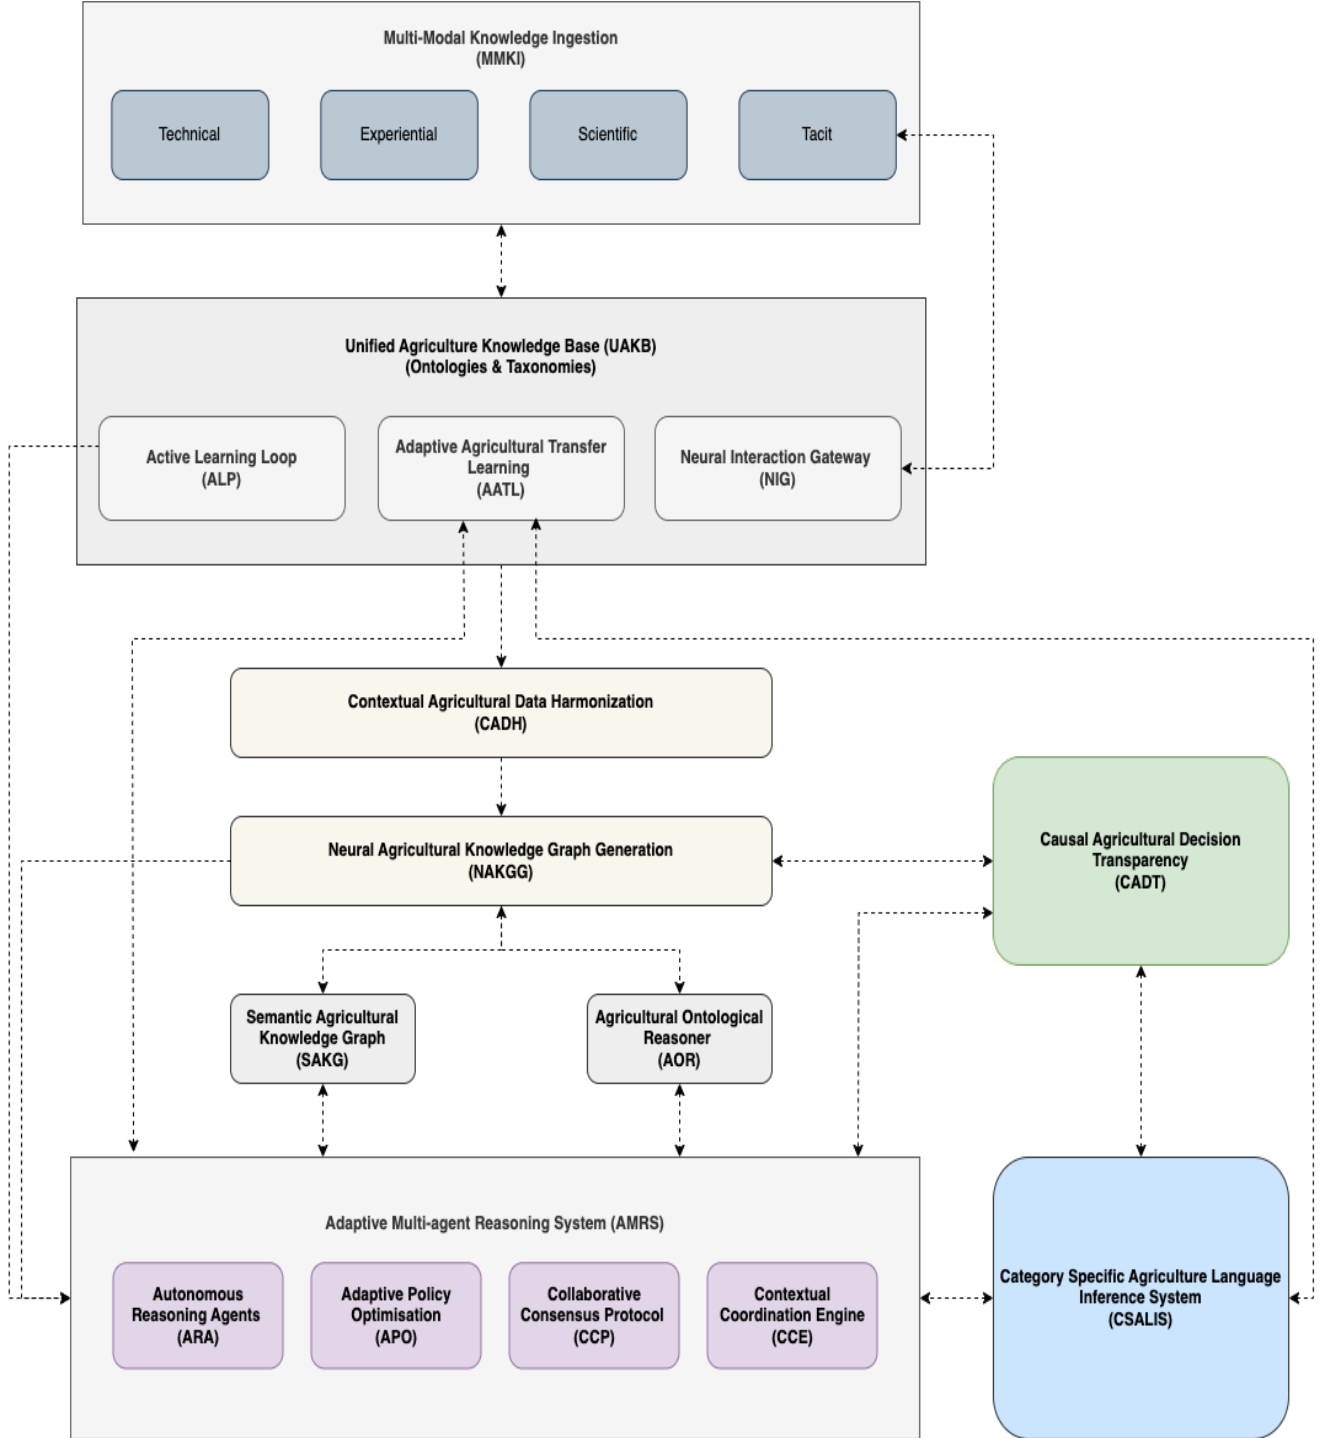 Multi-Modal Knowledge Ingestion
(MMKI)
Technical
Experiential
Scientific
Tacit
Unified Agriculture Knowledge Base (UAKB)
(Ontologies & Taxonomies)
Active Learning Loop
(ALP)
Adaptive Agricultural Transfer
Learning
(AATL)
Neural Interaction Gateway
(NIG)
Contextual Agricultural Data Harmonization
(CADH)
Neural Agricultural Knowledge Graph Generation
(NAKGG)
Causal Agricultural Decision
Transparency
(CADT)
Semantic Agricultural
Knowledge Graph
(SAKG)
Agricultural Ontological
Reasoner
(AOR)
Adaptive Multi-agent Reasoning System (AMRS)
Autonomous
Reasoning Agents
(ARA)
Adaptive Policy
Optimisation
(APO)
Collaborative
Consensus Protocol
(CCP)
Contextual
Coordination Engine
(CCE)
Category Specific Agriculture Language
Inference System
(CSALIS)